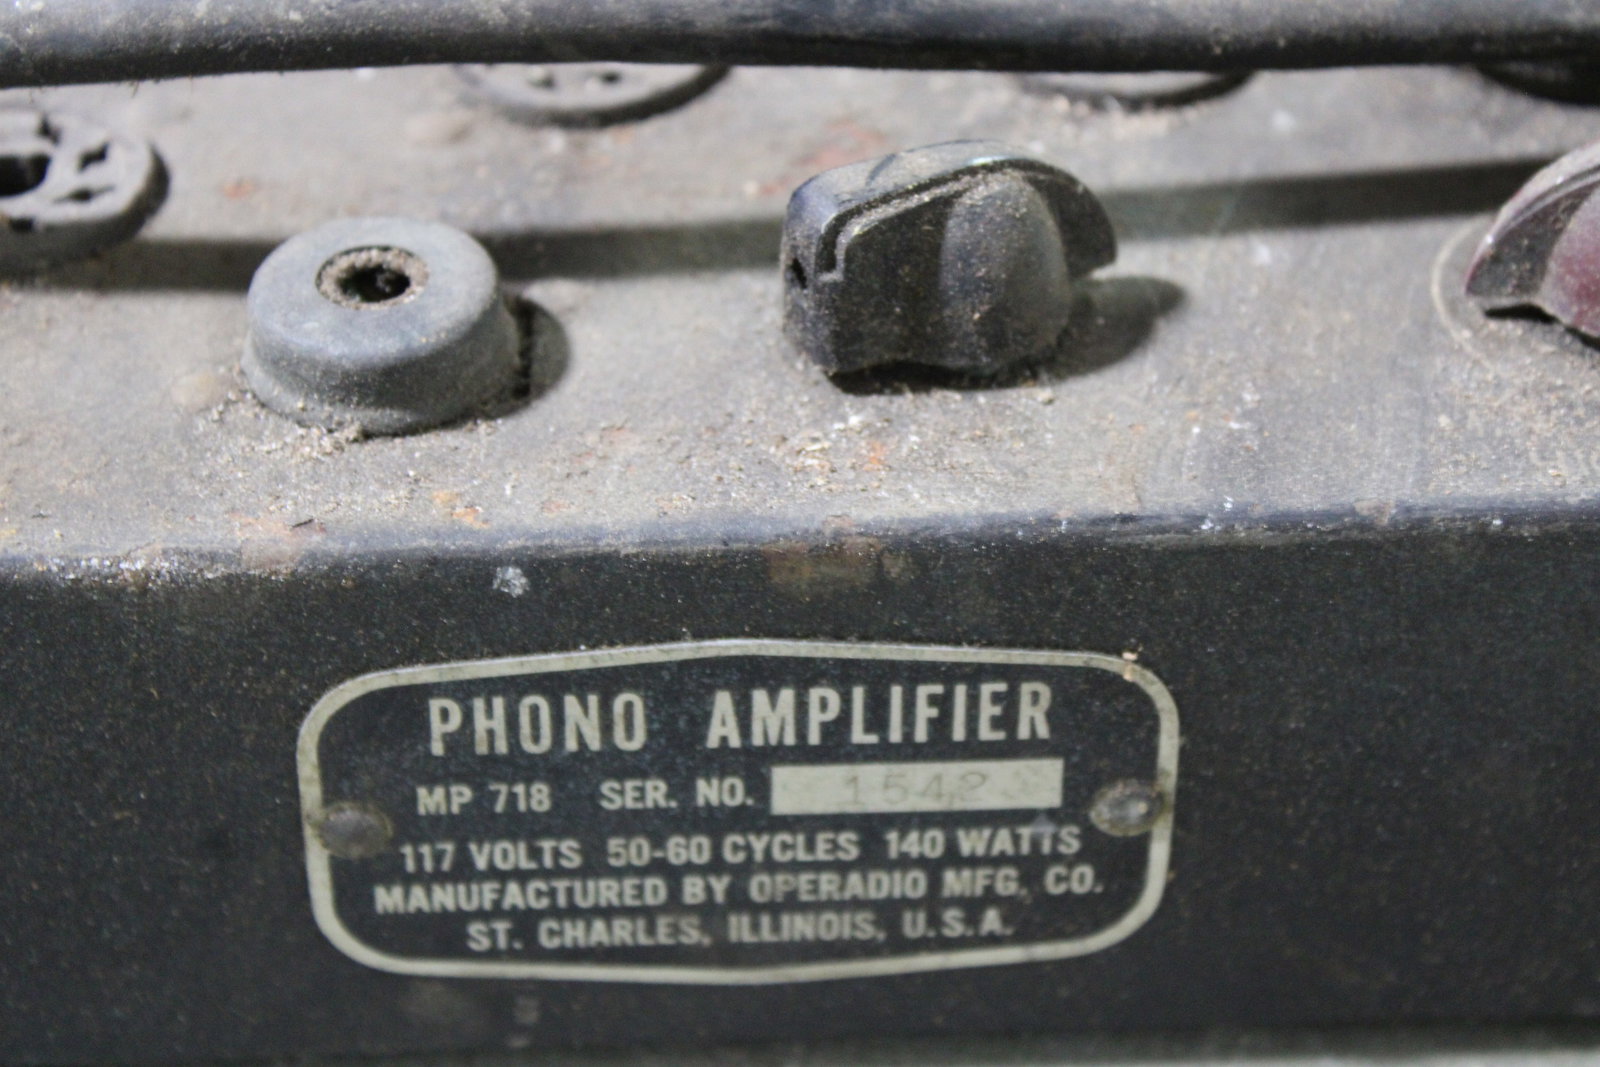 PHONO AMPLIFIER
MP 718 SER. NO. 1542
117 VOLTS 50-60 CYCLES 140 WATTS
MANUFACTURED BY OPERADIO MFG. CO.
ST. CHARLES, ILLINOIS, U.S.A.